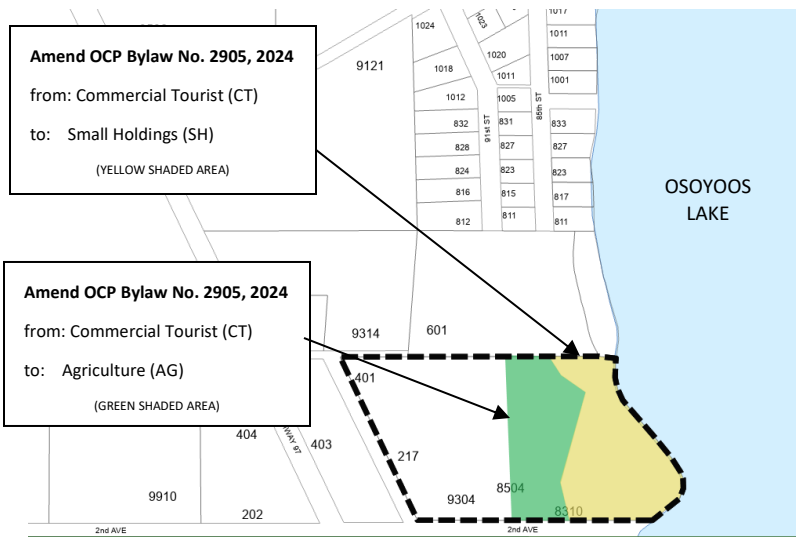 Amend OCP Bylaw No. 2905, 2024
from: Commercial Tourist (CT)
to: Small Holdings (SH)
(YELLOW SHADED AREA)
Amend OCP Bylaw No. 2905, 2024
from: Commercial Tourist (CT)
to: Agriculture (AG)
(GREEN SHADED AREA)
OSOYOOS
LAKE
1024
1023
1017
1011
9121
1020
1007
1018
1011
1001
1012
1005
85th ST
91st ST
832
831
833
828
827
827
824
823
823
816
815
817
812
811
811
9314
601
401
404
403
217
9910
202
9304
8504
8310
2nd AVE
2nd AVE